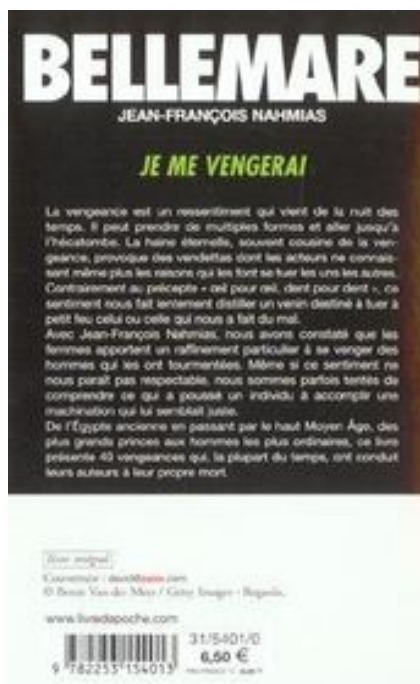 BELLEMARE
JEAN-FRANÇOIS NAHMIAS
JE ME VENGERAI
La vengeance est un ressentiment qui vient de la nuit des
temps. Il peut prendre de multiples formes et aller jusqu'à
l'hécatombe. La haine éternelle, souvent cousine de la ven-
geance, provoque des vendettas dont les acteurs ne connais-
sent même plus les raisons qui les font se tuer les uns les autres.
Contrairement au précepte « œil pour œil, dent pour dent », ce
sentiment nous fait lentement distiller un venin destiné à tuer à
petit feu celui ou celle qui nous a fait du mal.
Avec Jean-François Nahmias, nous avons constaté que les
femmes apportent un raffinement particulier à se venger des
hommes qui les ont tourmentées. Même si ce sentiment ne
nous paraît pas respectable, nous sommes parfois tentés de
comprendre ce qui a poussé un individu à accomplir une
machination qui lui semblait juste.
De l'Égypte ancienne en passant par le haut Moyen Âge, des
plus grands princes aux hommes les plus ordinaires, ce livre
présente 40 vengeances qui, la plupart du temps, ont conduit
leurs auteurs à leur propre mort.
Texte intégral
Couverture : .com
© Van der Meer / Getty Images -
www.livredepoche.com
31/5401/0
6,50 €
9 782253 154013